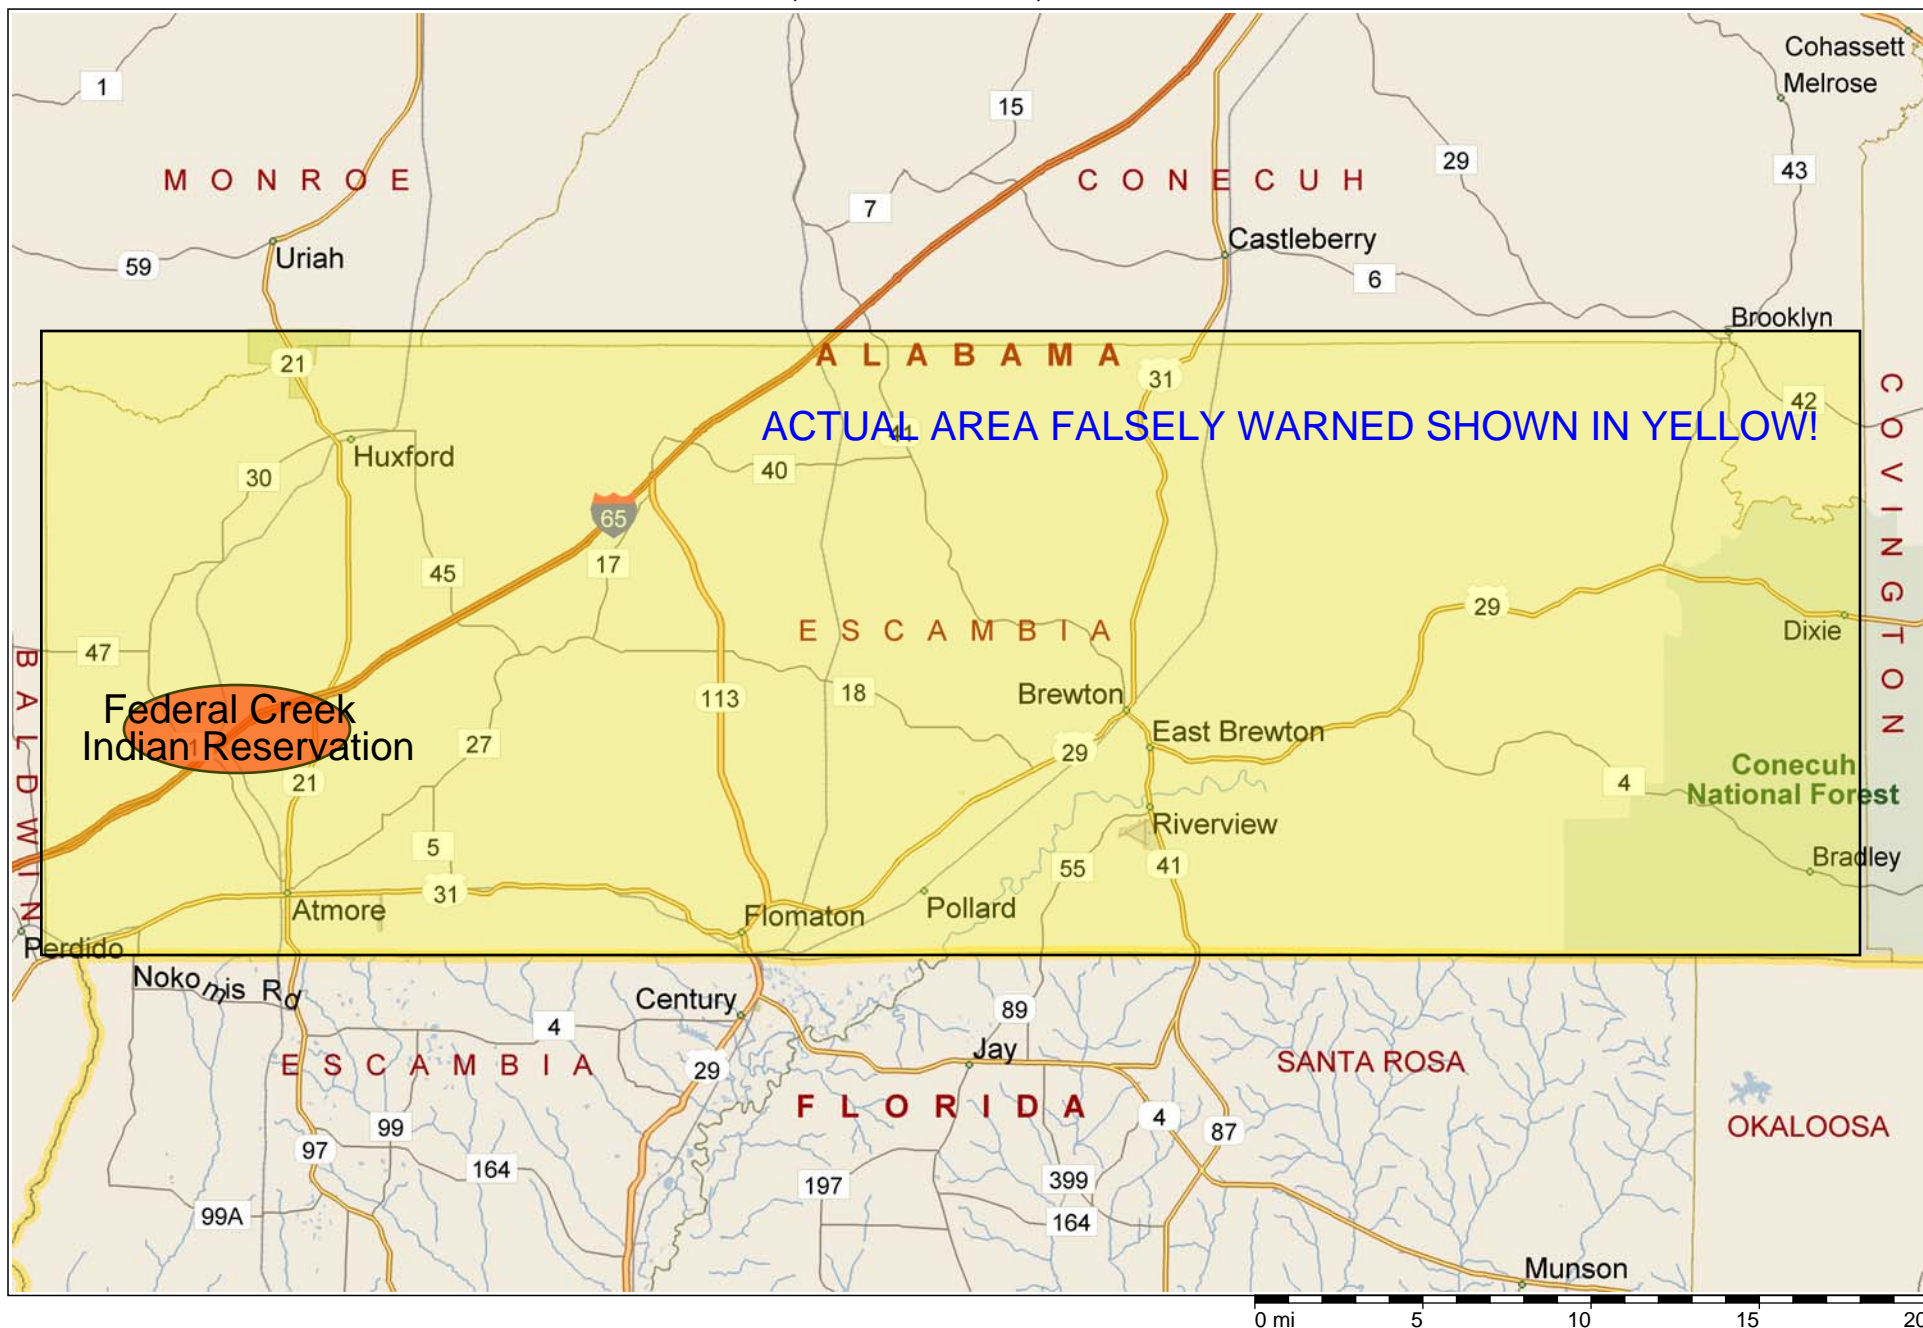 Cohassett
Melrose
1
15
29
43
MONROE
CONECUH
7
Castleberry
Uriah
59
6
Brooklyn
ALABAMA
21
31
42
COVINGTON
ACTUAL AREA FALSELY WARNED SHOWN IN YELLOW!
41
Huxford
30
40
65
17
45
29
ESCAMBIA
Dixie
47
BALDWIN
18
113
Brewton
Federal Creek
Indian Reservation
27
29
East Brewton
21
4
Conecuh
National Forest
Riverview
5
55
41
Bradley
31
Atmore
Flomaton
Pollard
Perdido
Nokomis Rd
Century
89
4
Jay
ESCAMBIA
29
SANTA ROSA
FLORIDA
4
87
OKALOOSA
99
97
164
197
399
99A
164
Munson
0 mi 5 10 15 20